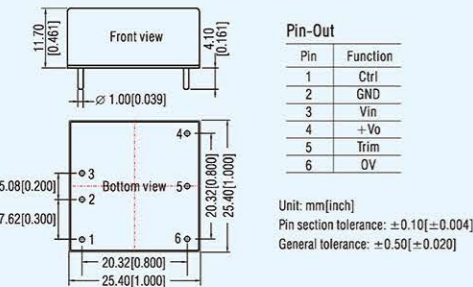 Front view
11.70
[0.461]
4.10
[0.161]
⌀ 1.00[0.039]
4
3
5.08[0.200]
Bottom view
5
2
7.62[0.300]
1
6
20.32[0.800]
25.40[1.000]
20.32[0.800]
25.40[1.000]
Pin-Out
Pin Function
1 Ctrl
2 GND
3 Vin
4 +Vo
5 Trim
6 0V
Unit: mm[inch]
Pin section tolerance: ±0.10[±0.004]
General tolerance: ±0.50[±0.020]